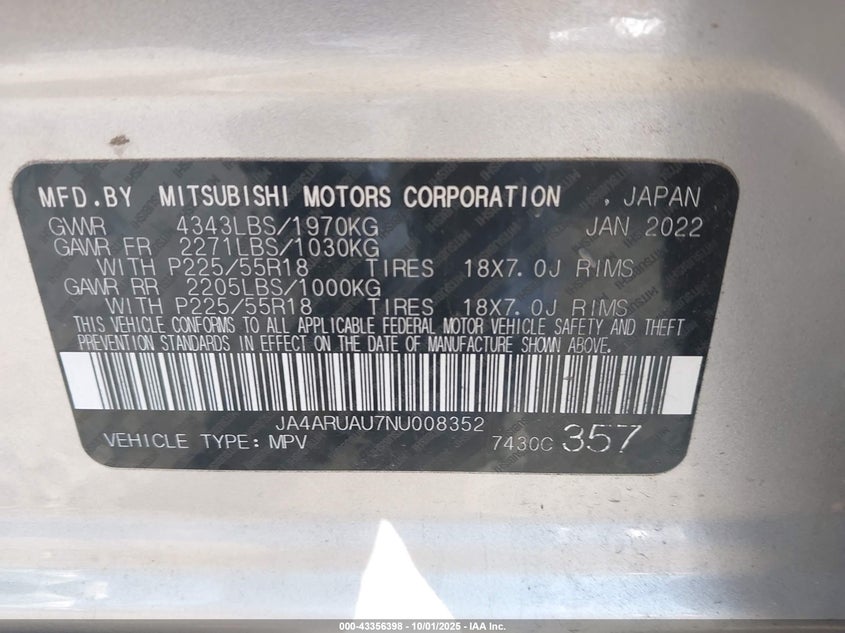 MFD.BY MITSUBISHI MOTORS CORPORATION , JAPAN
GVWR 4343LBS/1970KG JAN 2022
GAWR FR 2271LBS/1030KG
WITH P225/55R18 TIRES 18X7.0J RIMS
GAWR RR 2205LBS/1000KG
WITH P225/55R18 TIRES 18X7.0J RIMS
THIS VEHICLE CONFORMS TO ALL APPLICABLE FEDERAL MOTOR VEHICLE SAFETY AND THEFT
PREVENTION STANDARDS IN EFFECT ON THE DATE OF MANUFACTURE SHOWN ABOVE.
JA4ARUAU7NU008352
VEHICLE TYPE: MPV 7430C 357
000-43356398 - 10/01/2025 - IAA Inc.